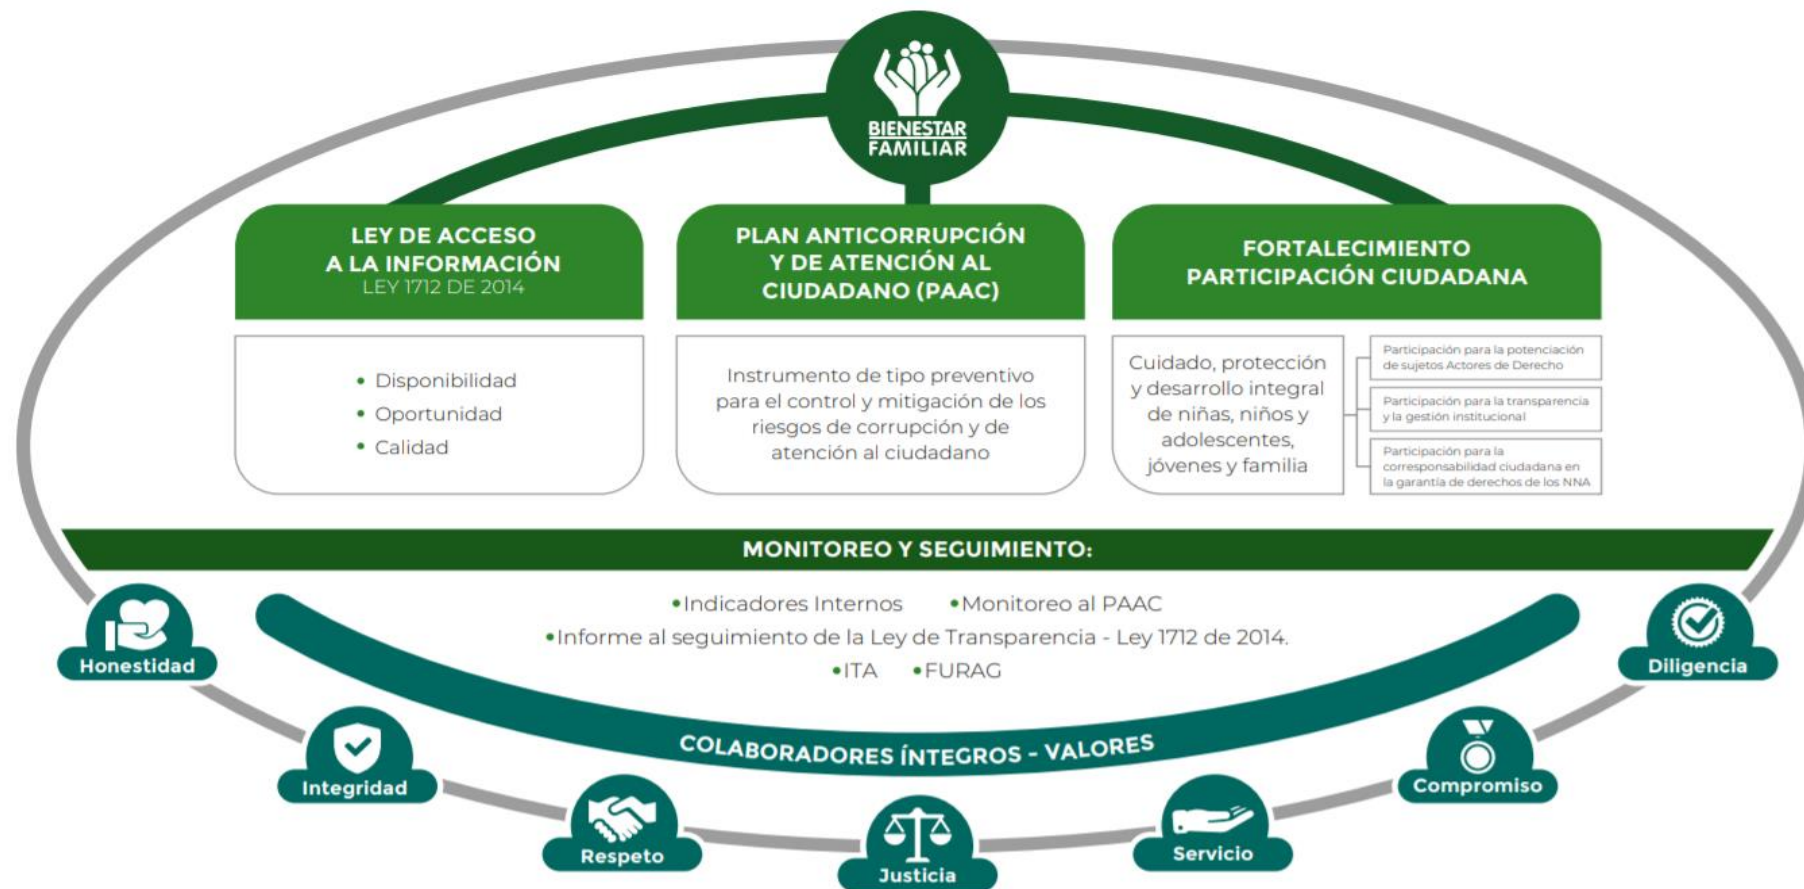 BIENESTAR
FAMILIAR
LEY DE ACCESO
A LA INFORMACIÓN
LEY 1712 DE 2014
• Disponibilidad
• Oportunidad
• Calidad
PLAN ANTICORRUPCIÓN
Y DE ATENCIÓN AL
CIUDADANO (PAAC)
Instrumento de tipo preventivo
para el control y mitigación de los
riesgos de corrupción y de
atención al ciudadano
FORTALECIMIENTO
PARTICIPACIÓN CIUDADANA
Cuidado, protección
y desarrollo integral
de niñas, niños y
adolescentes,
jóvenes y familia
Participación para la potenciación
de sujetos Actores de Derecho
Participación para la transparencia
y la gestión institucional
Participación para la
corresponsabilidad ciudadana en
la garantía de derechos de los NNA
MONITOREO Y SEGUIMIENTO:
•Indicadores Internos •Monitoreo al PAAC
•Informe al seguimiento de la Ley de Transparencia - Ley 1712 de 2014.
•ITA •FURAG
COLABORADORES ÍNTEGROS - VALORES
Honestidad
Integridad
Respeto
Justicia
Servicio
Compromiso
Diligencia